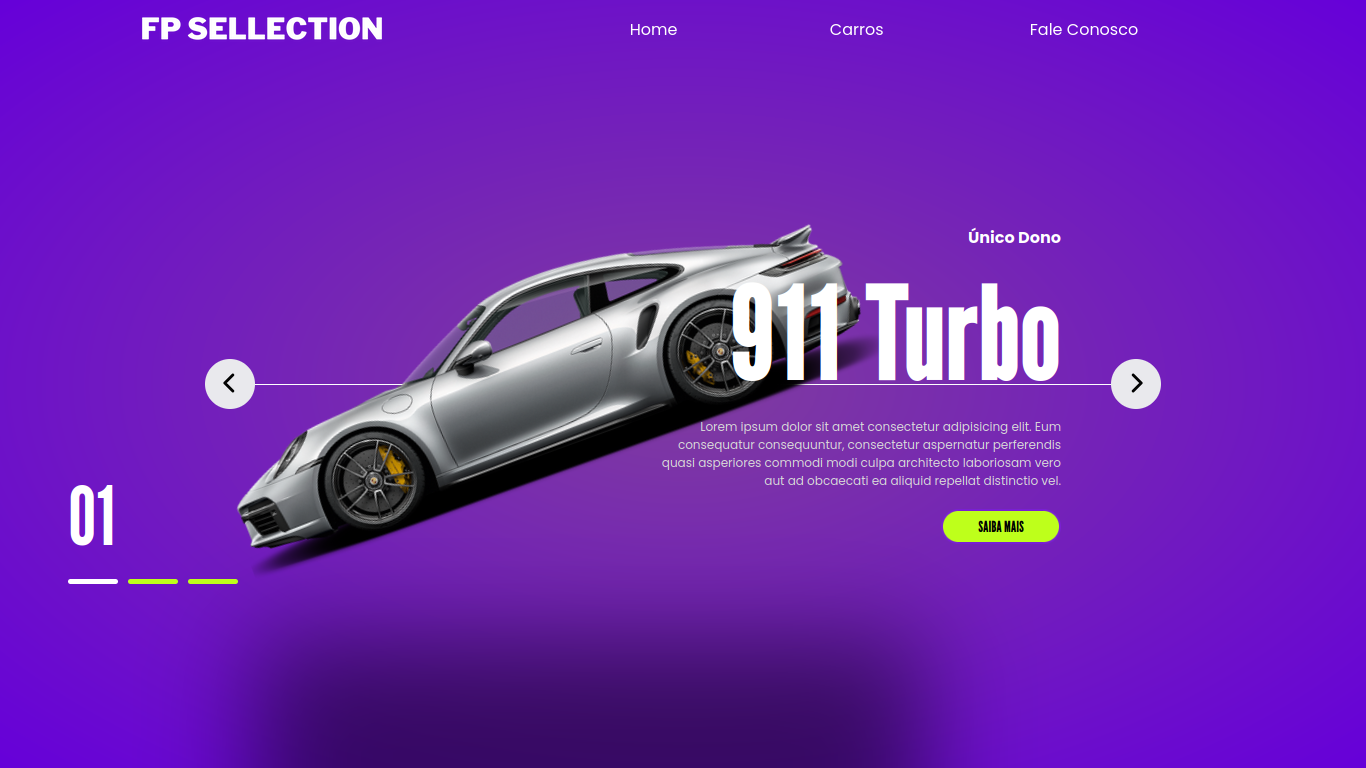 FP SELLECTION
Home
Carros
Fale Conosco
Único Dono
911 Turbo
Lorem ipsum dolor sit amet consectetur adipisicing elit. Eum
consequatur consequuntur, consectetur aspernatur perferendis
quasi asperiores commodi modi culpa architecto laboriosam vero
aut ad obcaecati ea aliquid repellat distinctio vel.
SAIBA MAIS
01